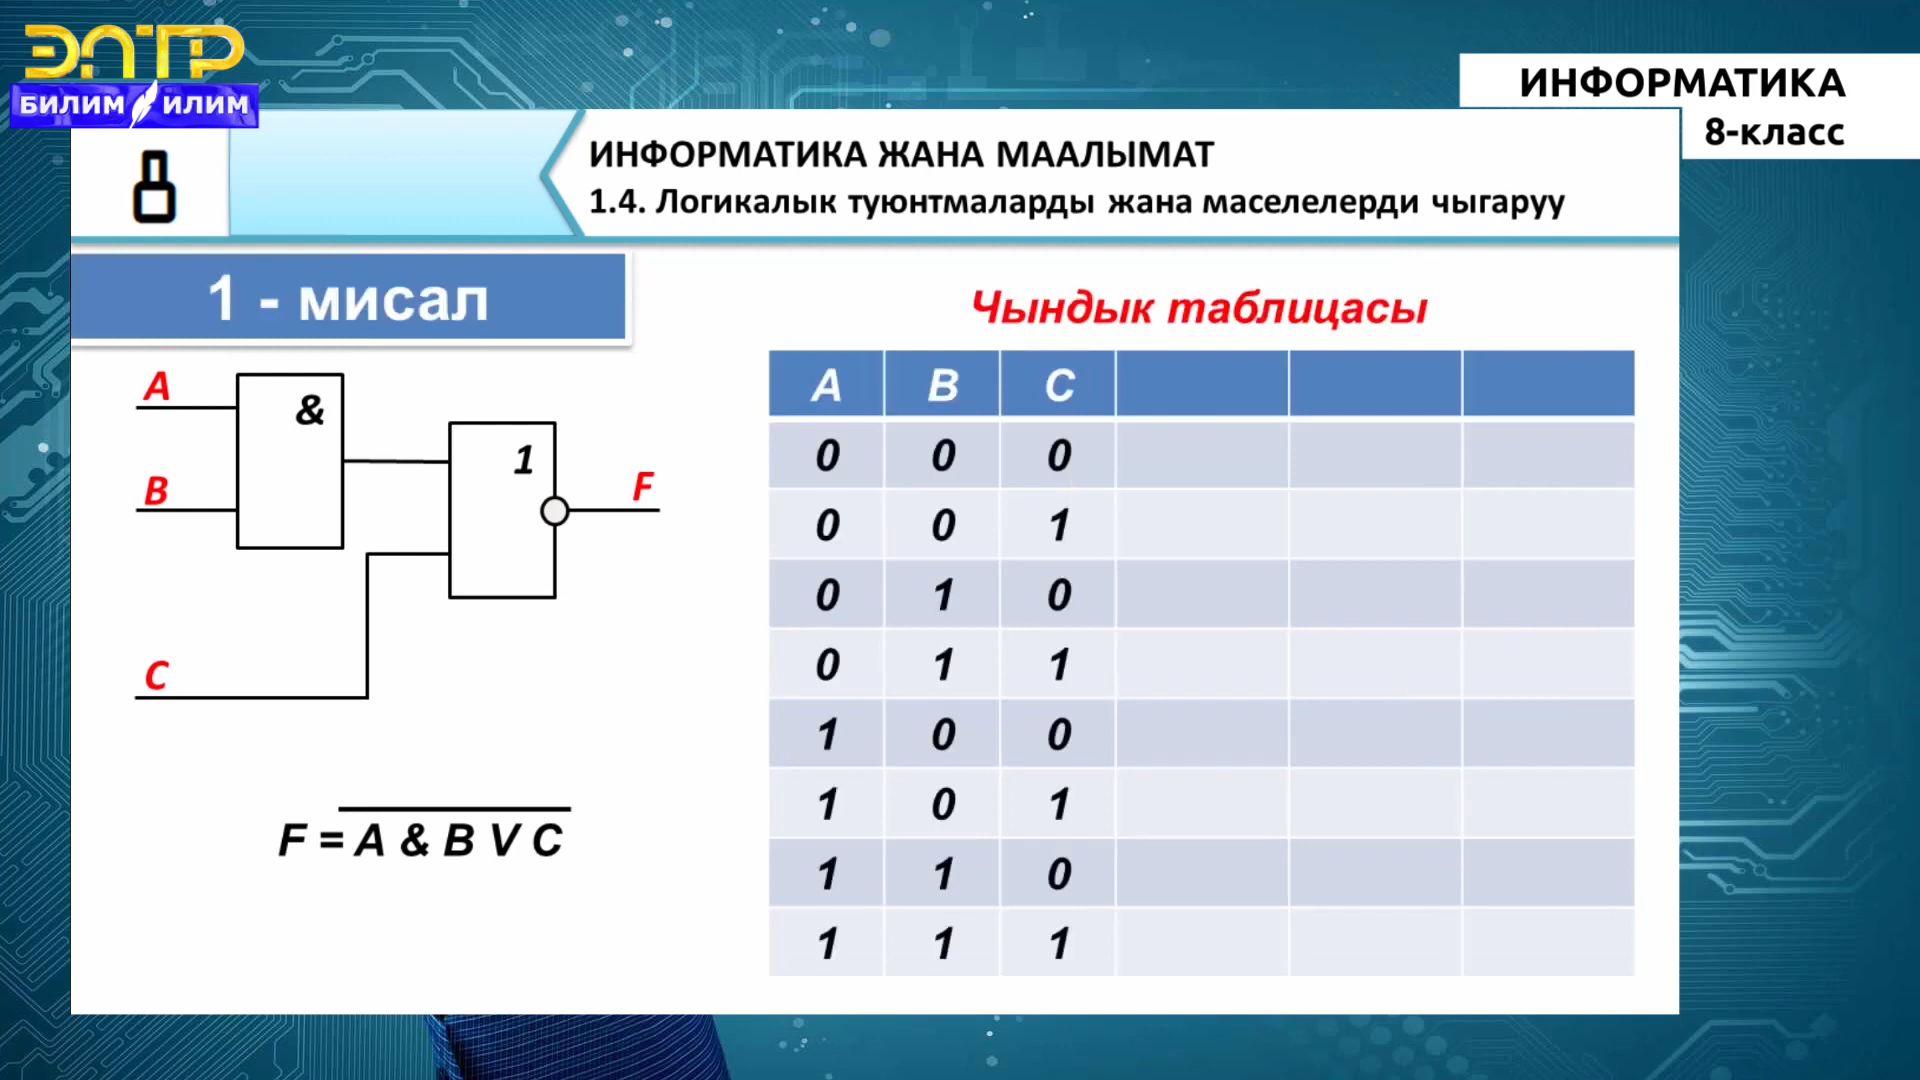 ЭЛТР
БИЛИМ ИЛИМ
ИНФОРМАТИКА
8-класс
ИНФОРМАТИКА ЖАНА МААЛЫМАТ
1.4. Логикалык туюнтмаларды жана маселелерди чыгаруу
1 - мисал
A
&
B
1
F
C
F = A & B V C
Чындык таблицасы
A B C
0 0 0
0 0 1
0 1 0
0 1 1
1 0 0
1 0 1
1 1 0
1 1 1